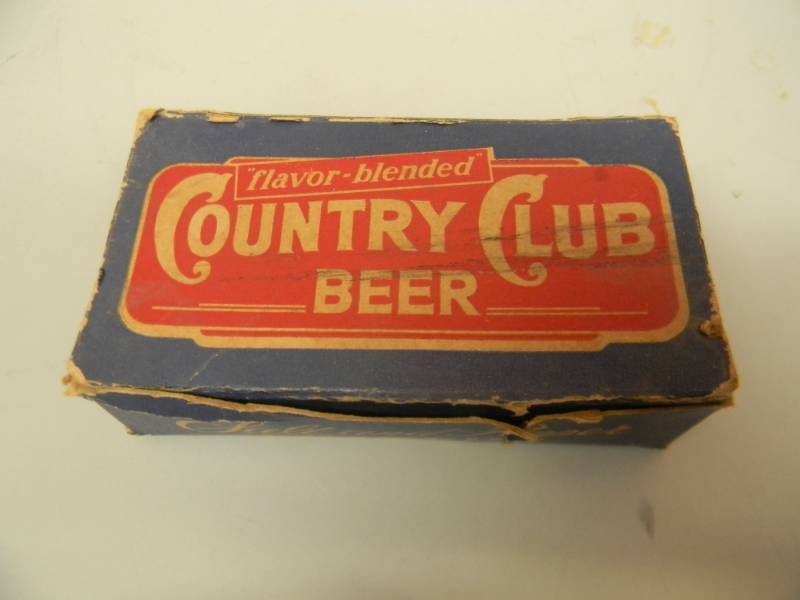 "flavor-blended"
COUNTRY CLUB
BEER